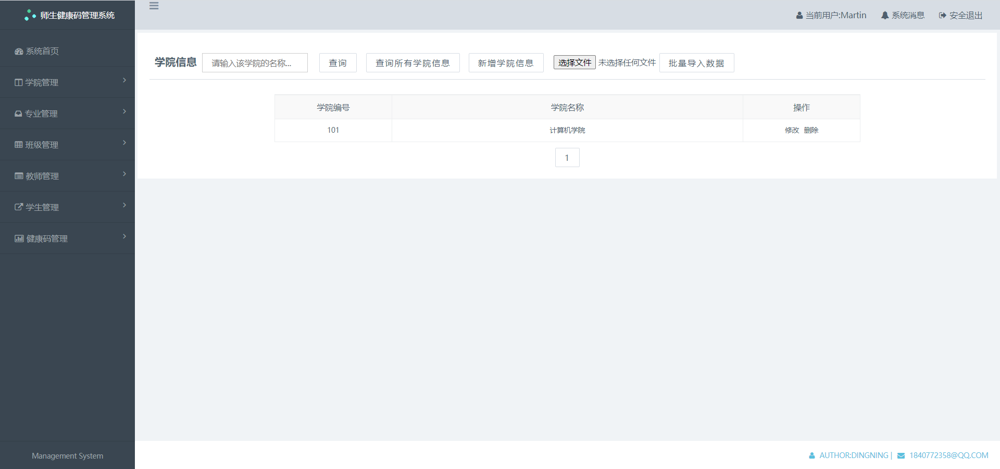 师生健康码管理系统
当前用户:Martin 系统消息 安全退出
系统首页
学院管理
专业管理
班级管理
教师管理
学生管理
健康码管理
Management System
学院信息 请输入该学院的名称... 查询 查询所有学院信息 新增学院信息 选择文件 未选择任何文件 批量导入数据
学院编号 学院名称 操作
101 计算机学院 修改 删除
1
AUTHOR:DINGNING | 1840772358@QQ.COM